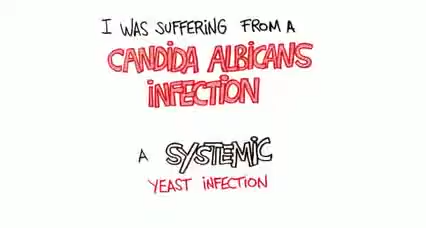 I WAS SUFFERING FROM A
CANDIDA ALBICANS
INFECTION
A SYSTEMIC
YEAST INFECTION